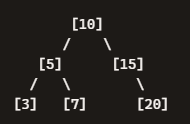 [10]
/ \
[5] [15]
/ \ \
[3] [7] [20]